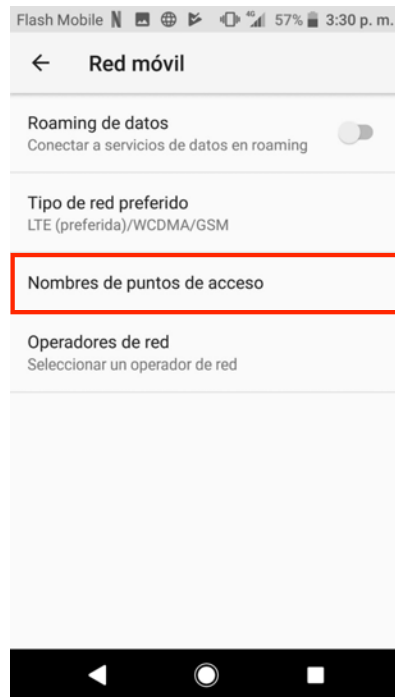 Flash Mobile N 4G 57% 3:30 p. m.
Red móvil
Roaming de datos
Conectar a servicios de datos en roaming
Tipo de red preferido
LTE (preferida)/WCDMA/GSM
Nombres de puntos de acceso
Operadores de red
Seleccionar un operador de red